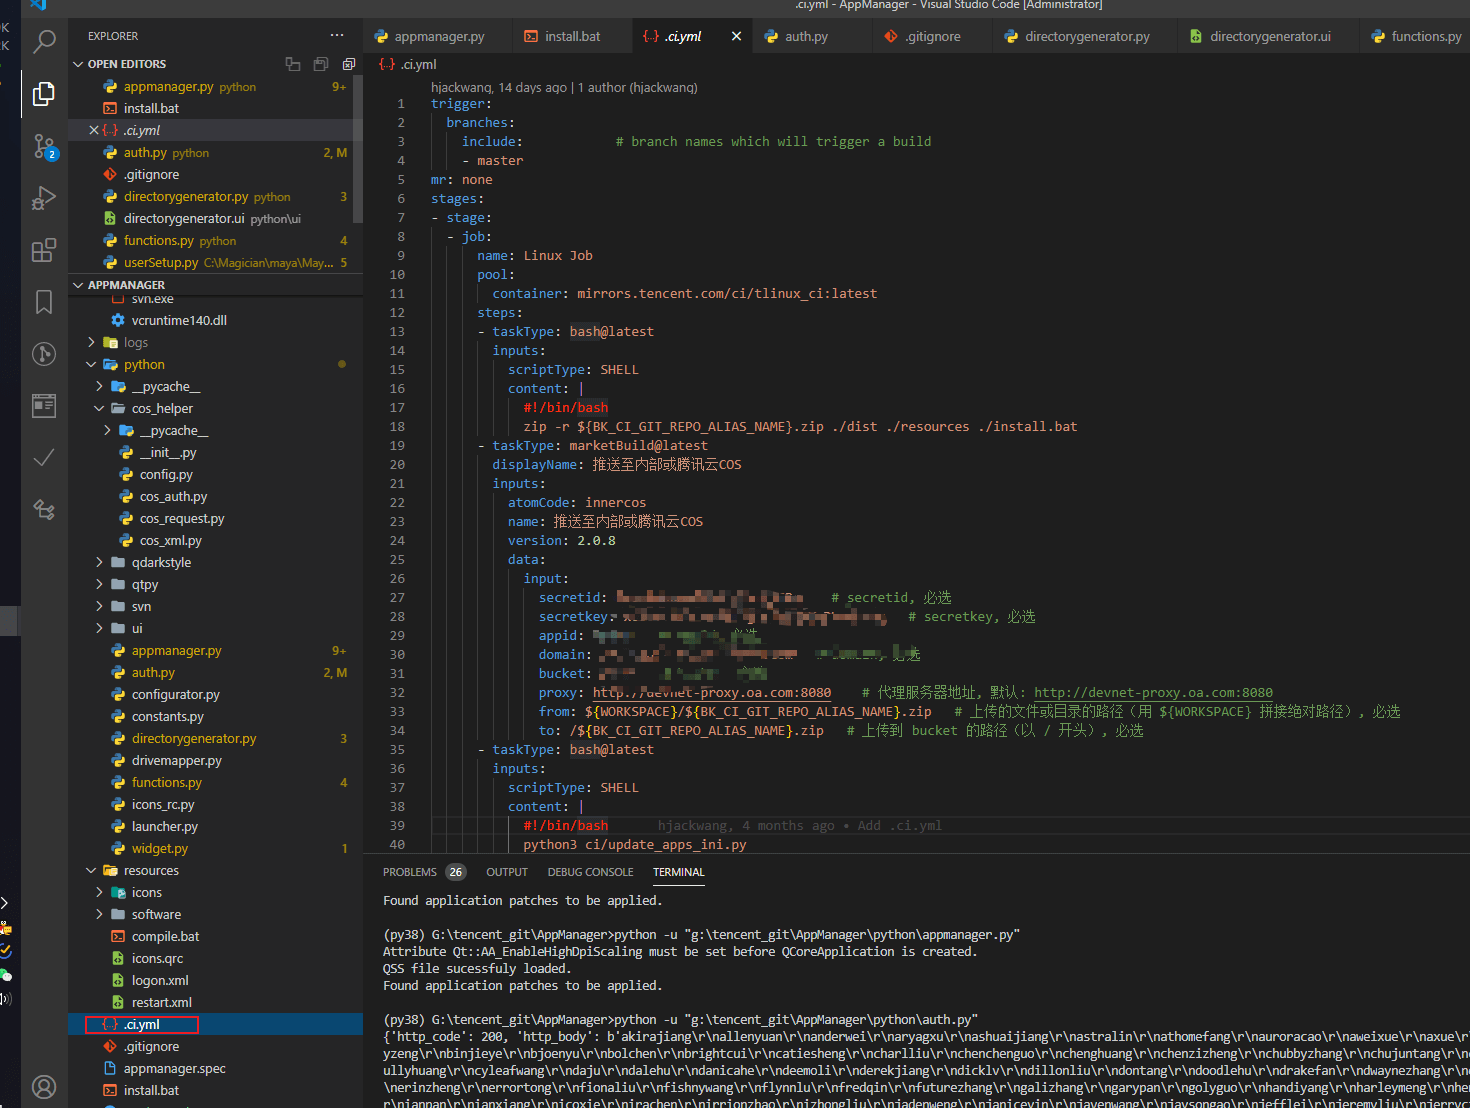 .ci.yml - AppManager - Visual Studio Code [Administrator]
EXPLORER
OPEN EDITORS
appmanager.py python 9+
install.bat
.ci.yml
auth.py python 2, M
.gitignore
directorygenerator.py python 3
directorygenerator.ui python\ui
functions.py python 4
userSetup.py C:\Magician\maya\May... 5
APPMANAGER
svn.exe
vcruntime140.dll
logs
python
__pycache__
cos_helper
__pycache__
__init__.py
config.py
cos_auth.py
cos_request.py
cos_xml.py
qdarkstyle
qtpy
svn
ui
appmanager.py 9+
auth.py 2, M
configurator.py
constants.py
directorygenerator.py 3
drivemapper.py
functions.py 4
icons_rc.py
launcher.py
widget.py 1
resources
icons
software
compile.bat
icons.qrc
logon.xml
restart.xml
.ci.yml
.gitignore
appmanager.spec
install.bat
2
appmanager.py install.bat .ci.yml auth.py .gitignore directorygenerator.py directorygenerator.ui functions.py
.ci.yml
hjackwang, 14 days ago | 1 author (hjackwang)
1 trigger:
2 branches:
3 include: # branch names which will trigger a build
4 - master
5 mr: none
6 stages:
7 - stage:
8 - job:
9 name: Linux Job
10 pool:
11 container: mirrors.tencent.com/ci/tlinux_ci:latest
12 steps:
13 - taskType: bash@latest
14 inputs:
15 scriptType: SHELL
16 content: |
17 #!/bin/bash
18 zip -r ${BK_CI_GIT_REPO_ALIAS_NAME}.zip ./dist ./resources ./install.bat
19 - taskType: marketBuild@latest
20 displayName: 推送至内部或腾讯云COS
21 inputs:
22 atomCode: innercos
23 name: 推送至内部或腾讯云COS
24 version: 2.0.8
25 data:
26 input:
27 secretid: # secretid, 必选
28 secretkey: # secretkey, 必选
29 appid:
30 domain:
31 bucket:
32 proxy: http://devnet-proxy.oa.com:8080 # 代理服务器地址, 默认: http://devnet-proxy.oa.com:8080
33 from: ${WORKSPACE}/${BK_CI_GIT_REPO_ALIAS_NAME}.zip # 上传的文件或目录的路径（用 ${WORKSPACE} 拼接绝对路径）, 必选
34 to: /${BK_CI_GIT_REPO_ALIAS_NAME}.zip # 上传到 bucket 的路径（以 / 开头）, 必选
35 - taskType: bash@latest
36 inputs:
37 scriptType: SHELL
38 content: |
39 #!/bin/bash hjackwang, 4 months ago • Add .ci.yml
40 python3 ci/update_apps_ini.py
PROBLEMS 26 OUTPUT DEBUG CONSOLE TERMINAL
Found application patches to be applied.
(py38) G:\tencent_git\AppManager>python -u "g:\tencent_git\AppManager\python\appmanager.py"
Attribute Qt::AA_EnableHighDpiScaling must be set before QCoreApplication is created.
QSS file sucessfuly loaded.
Found application patches to be applied.
(py38) G:\tencent_git\AppManager>python -u "g:\tencent_git\AppManager\python\auth.py"
{'http_code': 200, 'http_body': b'akirajiang\r\nallenyuan\r\nanderwei\r\naryagxu\r\nashuaijiang\r\nastralin\r\nathomefang\r\nauroracao\r\naweixue\r\naxue\r
yzeng\r\nbinjieye\r\nbjoenyu\r\nbolchen\r\nbrightcui\r\ncatiesheng\r\ncharlliu\r\nchenchenguo\r\nchenghuang\r\nchenzizheng\r\nchubbyzhang\r\nchujuntang\r\nc
ullyhuang\r\ncyleafwang\r\ndaju\r\ndalehu\r\ndanicahe\r\ndeemoli\r\nderekjiang\r\ndicklv\r\ndillonliu\r\ndontang\r\ndoodlehu\r\ndrakefan\r\ndwaynezhang\r\nd
\nerinzheng\r\nerrortong\r\nfionaliu\r\nfishnywang\r\nflynnlu\r\nfredqin\r\nfuturezhang\r\ngalizhang\r\ngarypan\r\ngolyguo\r\nhandiyang\r\nharleymeng\r\nher